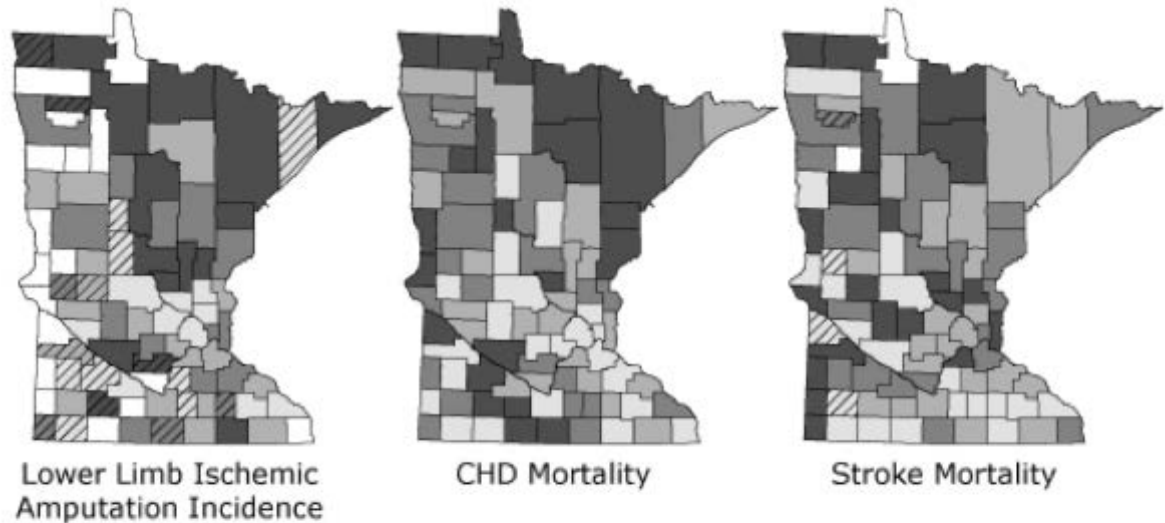 Lower Limb Ischemic
Amputation Incidence
CHD Mortality
Stroke Mortality